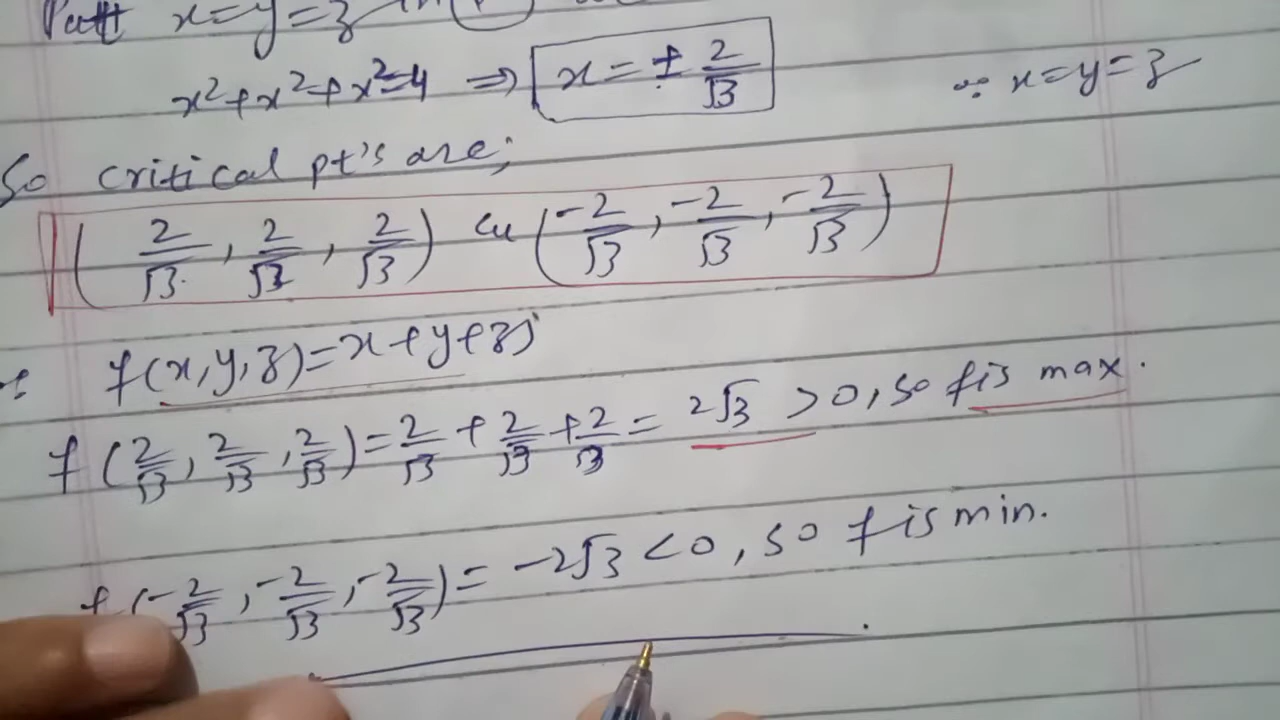 Put x=y=z in
x²+x²+x²=4 ⇒ x=± 2/√3 ∵ x=y=z
So critical pt's are;
(2/√3, 2/√3, 2/√3) & (-2/√3, -2/√3, -2/√3)
f(x,y,z)=x+y+z
f(2/√3, 2/√3, 2/√3)=2/√3+2/√3+2/√3=2√3 >0, so f is max.
f(-2/√3, -2/√3, -2/√3)= -2√3 <0, so f is min.